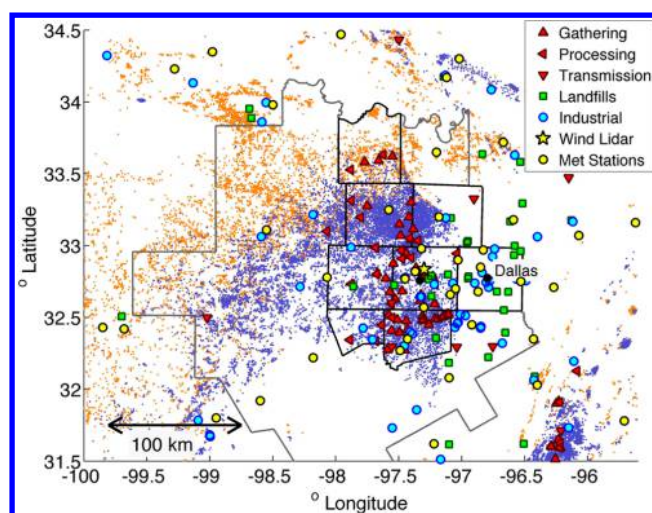 34.5
34
33.5
33
32.5
32
31.5
° Latitude
Gathering
Processing
Transmission
Landfills
Industrial
Wind Lidar
Met Stations
Dallas
100 km
-100
-99.5
-99
-98.5
-98
-97.5
-97
-96.5
-96
° Longitude